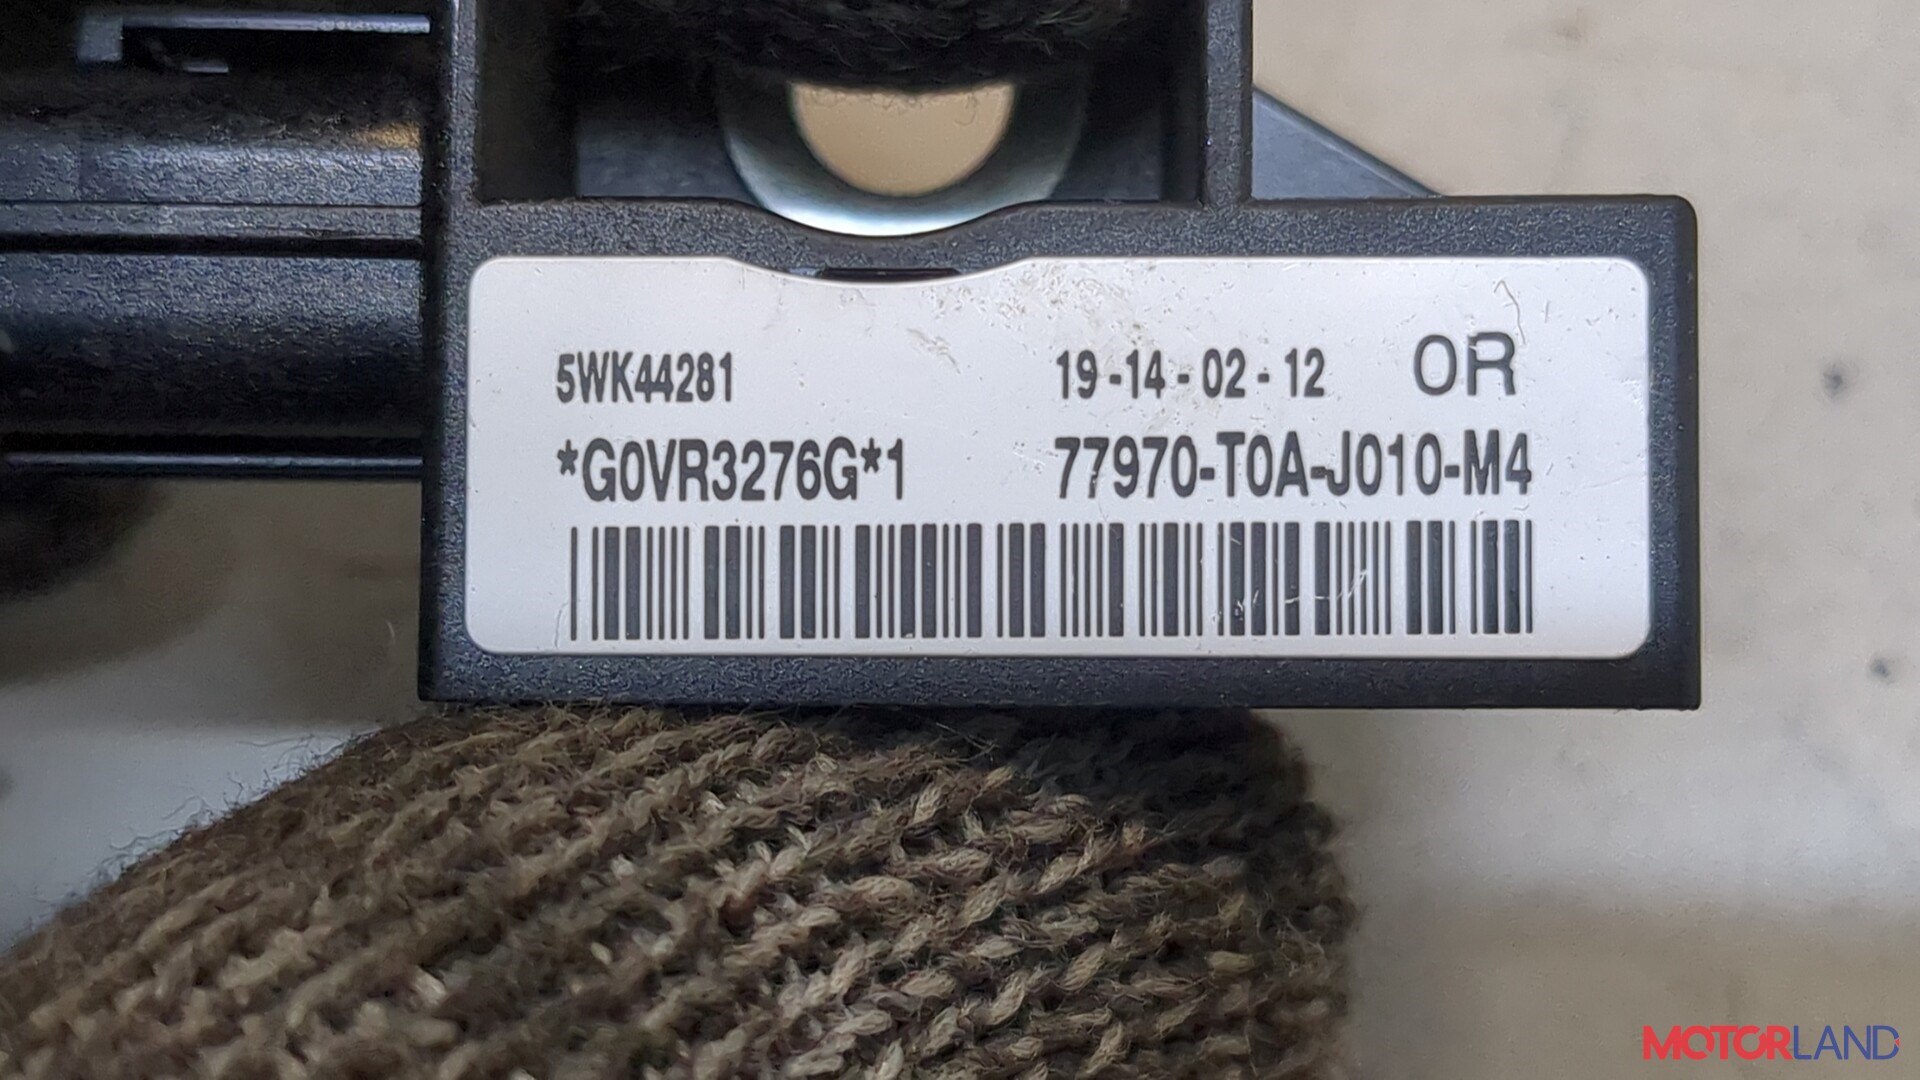 5WK44281 19-14-02-12 OR
*G0VR3276G*1 77970-T0A-J010-M4
MOTORLAND